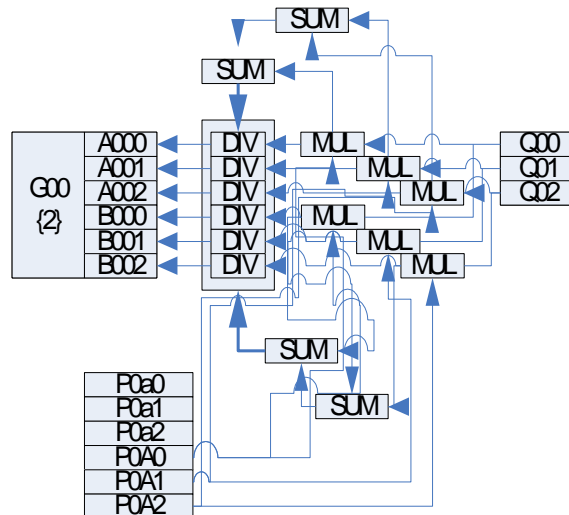 SUM
SUM
A000 DIV MUL Q00
A001 DIV MUL Q01
G00 A002 DIV MUL Q02
{2} B000 DIV MUL
B001 DIV MUL
B002 DIV MUL
SUM
P0a0
P0a1 SUM
P0a2
P0A0
P0A1
P0A2